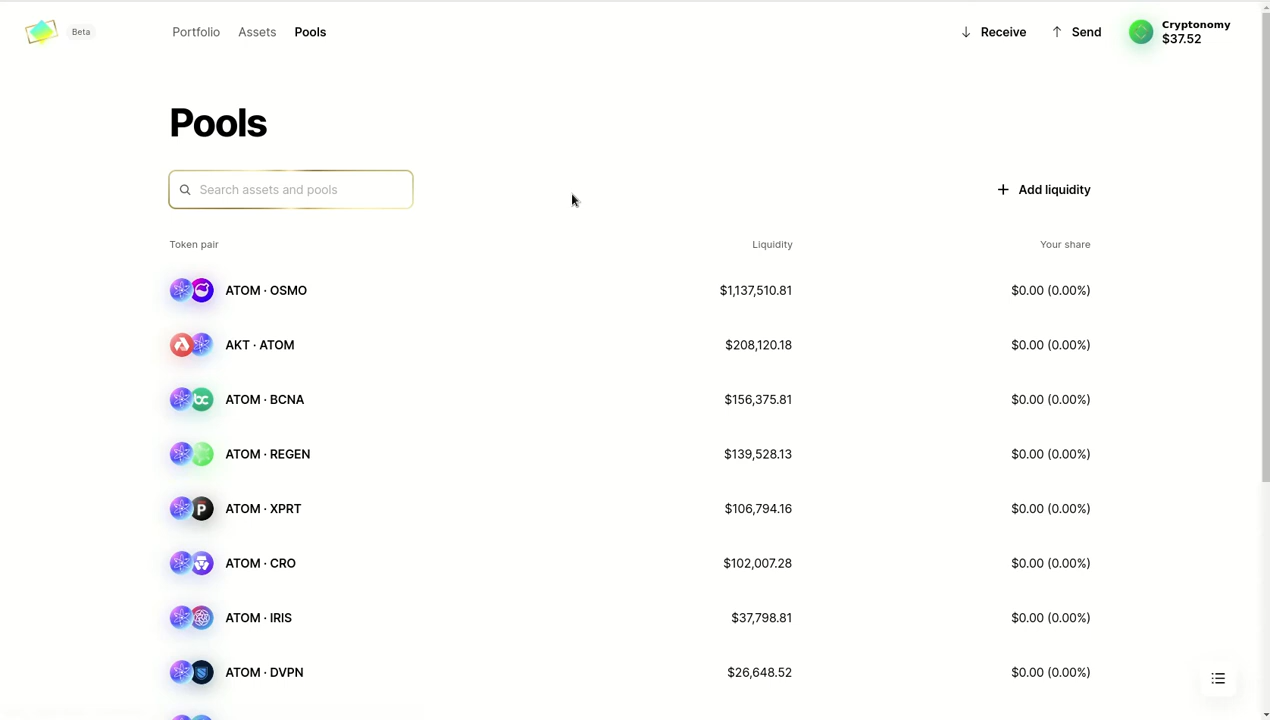 Beta
Portfolio Assets Pools
Receive Send
Cryptonomy
$37.52
Pools
Search assets and pools
Add liquidity
Token pair Liquidity Your share
ATOM · OSMO $1,137,510.81 $0.00 (0.00%)
AKT · ATOM $208,120.18 $0.00 (0.00%)
ATOM · BCNA $156,375.81 $0.00 (0.00%)
ATOM · REGEN $139,528.13 $0.00 (0.00%)
ATOM · XPRT $106,794.16 $0.00 (0.00%)
ATOM · CRO $102,007.28 $0.00 (0.00%)
ATOM · IRIS $37,798.81 $0.00 (0.00%)
ATOM · DVPN $26,648.52 $0.00 (0.00%)